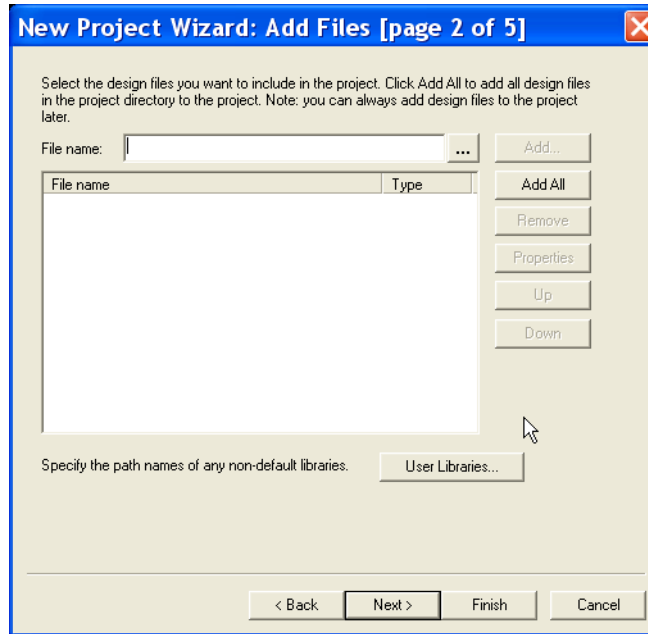 New Project Wizard: Add Files [page 2 of 5]
Select the design files you want to include in the project. Click Add All to add all design files
in the project directory to the project. Note: you can always add design files to the project
later.
File name:
...
Add...
File name Type
Add All
Remove
Properties
Up
Down
Specify the path names of any non-default libraries.
User Libraries...
< Back
Next >
Finish
Cancel